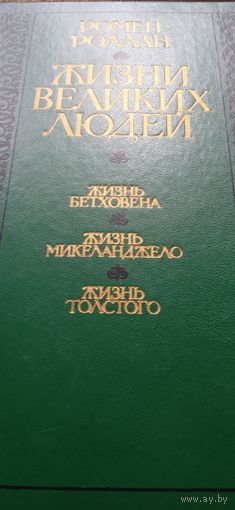 РОМЕН
РОЛЛАН
ЖИЗНИ
ВЕЛИКИХ
ЛЮДЕЙ
ЖИЗНЬ
БЕТХОВЕНА
ЖИЗНЬ
МИКЕЛАНДЖЕЛО
ЖИЗНЬ
ТОЛСТОГО
www.ay.by